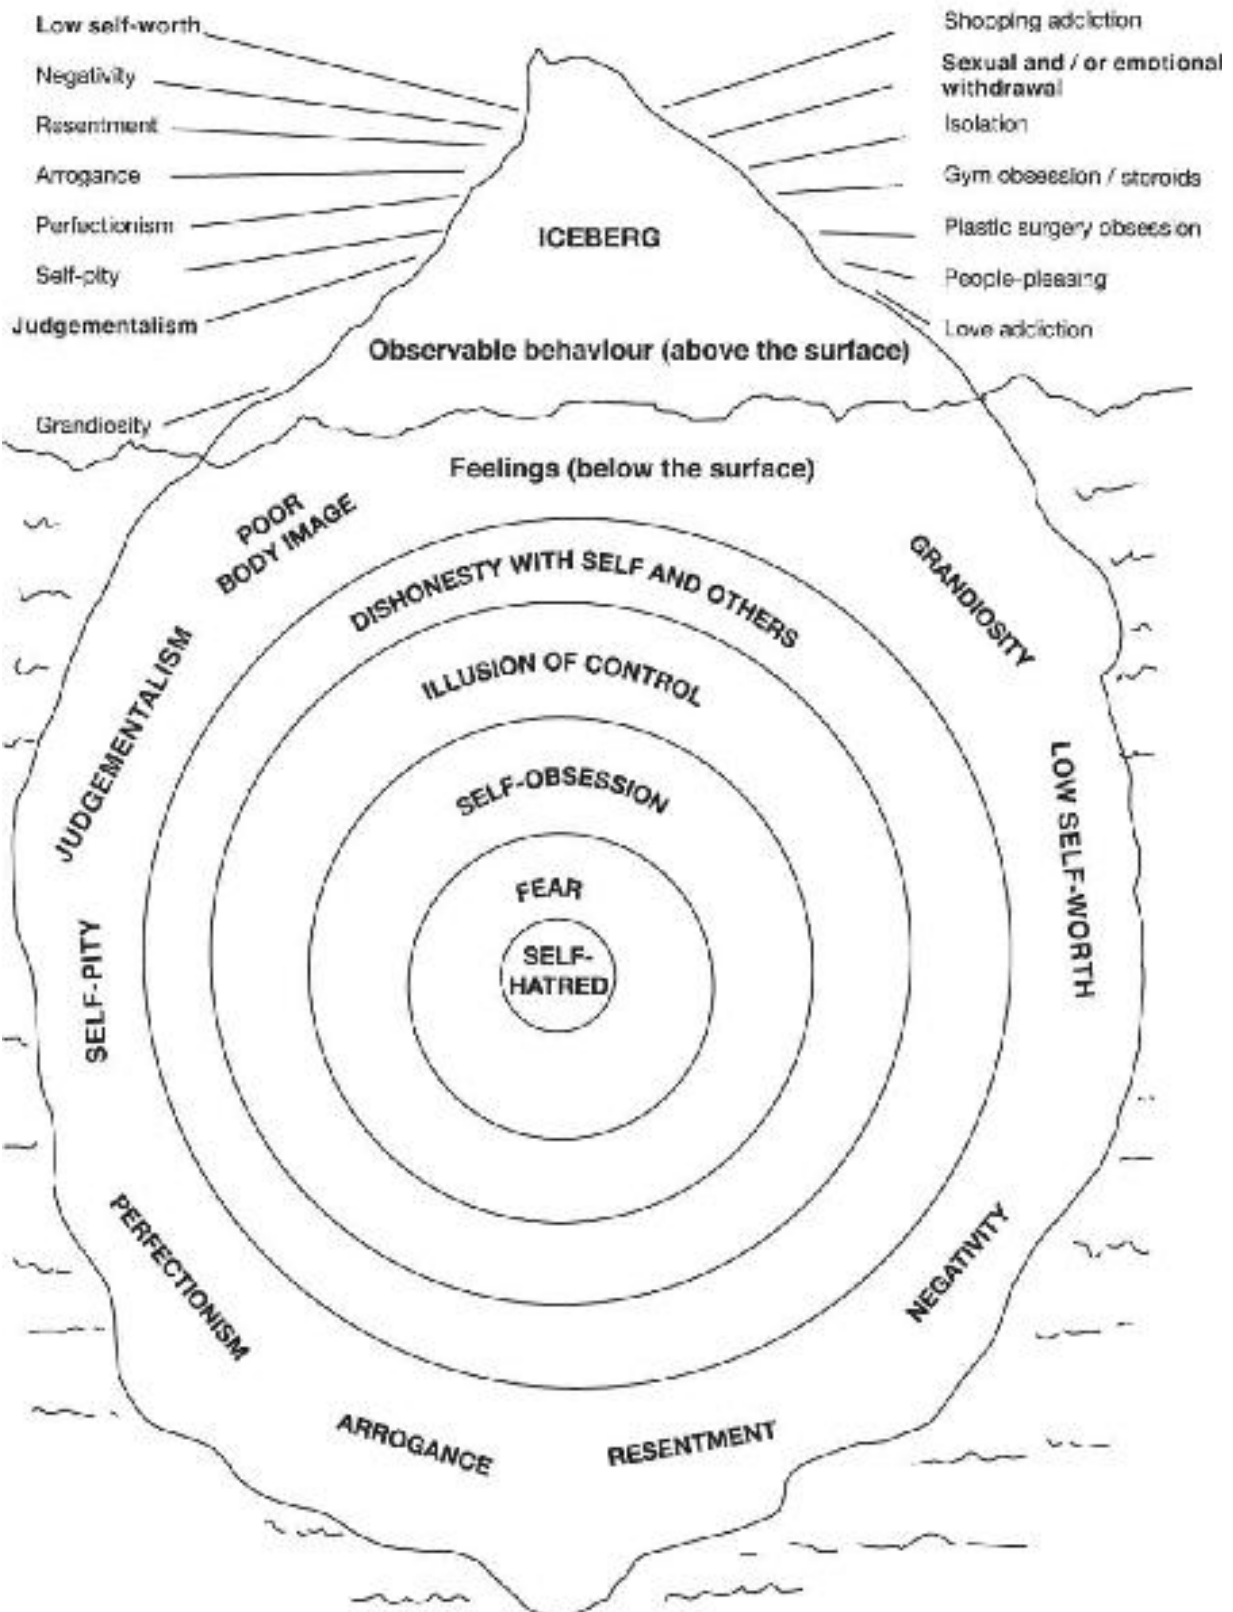 Low self-worth
Negativity
Resentment
Arrogance
Perfectionism
Self-pity
Judgementalism
Grandiosity
Shopping addiction
Sexual and / or emotional
withdrawal
Isolation
Gym obsession / steroids
Plastic surgery obsession
People-pleasing
Love addiction
ICEBERG
Observable behaviour (above the surface)
Feelings (below the surface)
POOR
BODY IMAGE
GRANDIOSITY
DISHONESTY WITH SELF AND OTHERS
JUDGEMENTALISM
ILLUSION OF CONTROL
LOW SELF-WORTH
SELF-OBSESSION
FEAR
SELF-
HATRED
SELF-PITY
PERFECTIONISM
NEGATIVITY
ARROGANCE
RESENTMENT